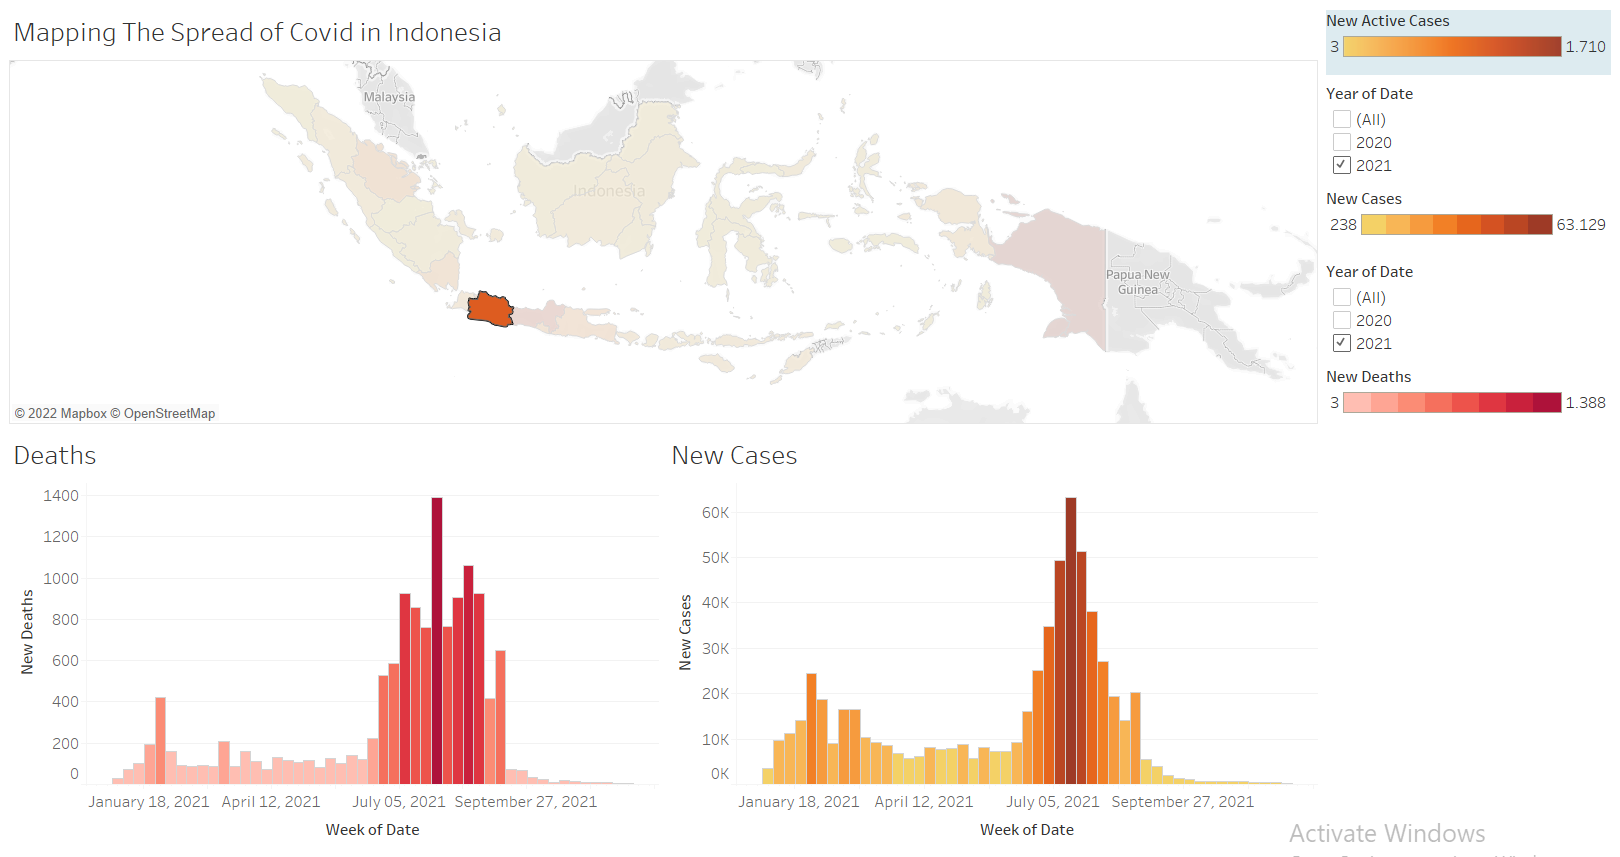 Mapping The Spread of Covid in Indonesia
Malaysia
Indonesia
Papua New
Guinea
© 2022 Mapbox © OpenStreetMap
New Active Cases
3 1.710
Year of Date
(All)
2020
2021
New Cases
238 63.129
Year of Date
(All)
2020
2021
New Deaths
3 1.388
Deaths
New Deaths
1400
1200
1000
800
600
400
200
0
January 18, 2021 April 12, 2021 July 05, 2021 September 27, 2021
Week of Date
New Cases
New Cases
60K
50K
40K
30K
20K
10K
0K
January 18, 2021 April 12, 2021 July 05, 2021 September 27, 2021
Week of Date
Activate Windows